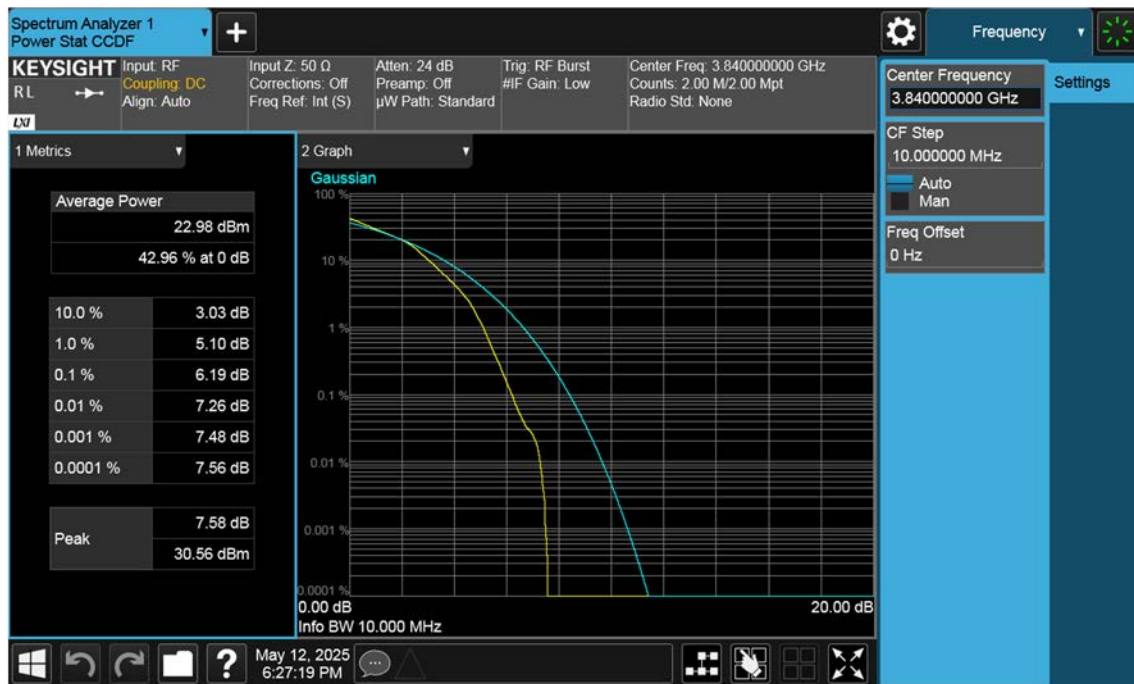 Spectrum Analyzer 1
Power Stat CCDF
Frequency
KEYSIGHT
RL
LXI
Input: RF
Coupling: DC
Align: Auto
Input Z: 50 Ω
Corrections: Off
Freq Ref: Int (S)
Atten: 24 dB
Preamp: Off
µW Path: Standard
Trig: RF Burst
#IF Gain: Low
Center Freq: 3.840000000 GHz
Counts: 2.00 M/2.00 Mpt
Radio Std: None
Center Frequency
3.840000000 GHz
Settings
CF Step
10.000000 MHz
Auto
Man
Freq Offset
0 Hz
1 Metrics
Average Power
22.98 dBm
42.96 % at 0 dB
10.0 % 3.03 dB
1.0 % 5.10 dB
0.1 % 6.19 dB
0.01 % 7.26 dB
0.001 % 7.48 dB
0.0001 % 7.56 dB
Peak
7.58 dB
30.56 dBm
2 Graph
Gaussian
100 %
10 %
1 %
0.1 %
0.01 %
0.001 %
0.0001 %
0.00 dB 20.00 dB
Info BW 10.000 MHz
?
May 12, 2025
6:27:19 PM